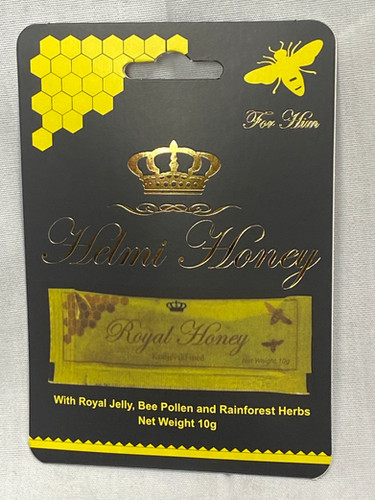 For Him
Helmi Honey
Royal Honey
Net Weight 10g
With Royal Jelly, Bee Pollen and Rainforest Herbs
Net Weight 10g